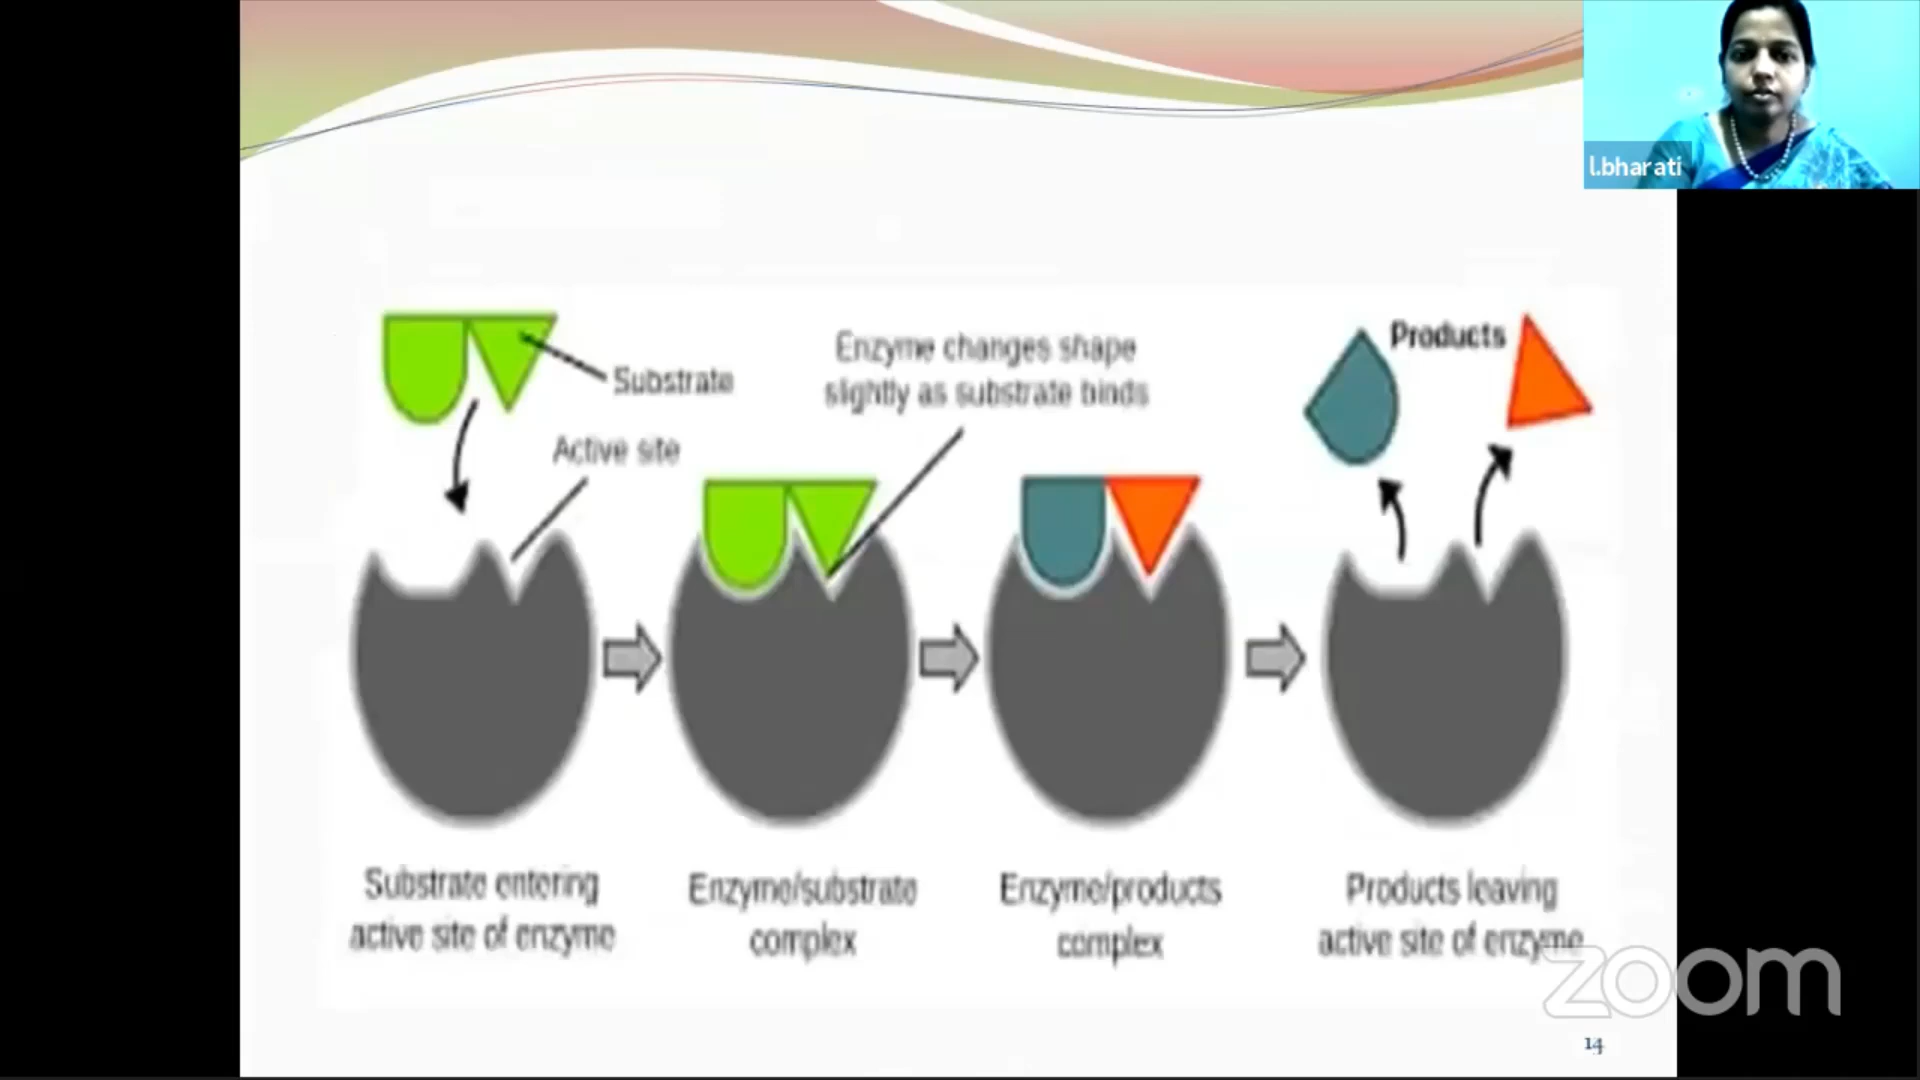 l.bharati
Substrate
Enzyme changes shape
slightly as substrate binds
Products
Active site
Substrate entering
active site of enzyme
Enzyme/substrate
complex
Enzyme/products
complex
Products leaving
active site of enzyme
zoom
14